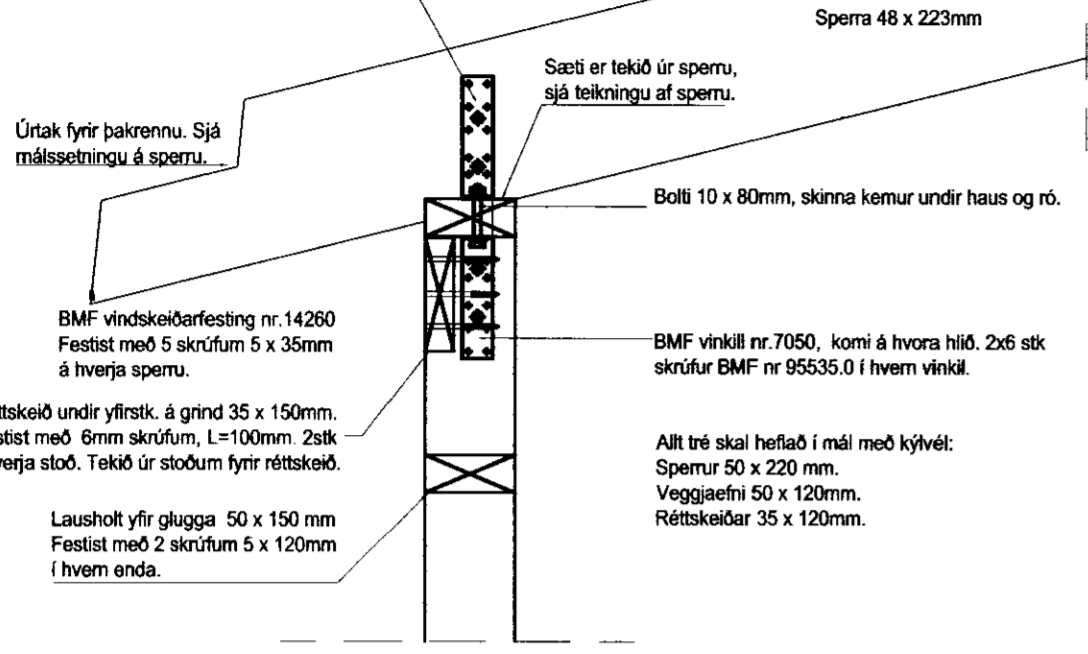 Sperra 48 x 223mm
Sæti er tekið úr sperru,
sjá teikningu af sperru.
Úrtak fyrir þakrennu. Sjá
málssetningu á sperru.
Bolti 10 x 80mm, skinna kemur undir haus og ró.
BMF vindskeiðarfesting nr.14260
Festist með 5 skrúfum 5 x 35mm
á hverja sperru.
BMF vinkill nr.7050, komi á hvora hlið. 2x6 stk
skrúfur BMF nr 95535.0 í hvern vinkil.
ttskeið undir yfirstk. á grind 35 x 150mm.
stist með 6mm skrúfum, L=100mm. 2stk
verja stoð. Tekið úr stoðum fyrir réttskeið.
Allt tré skal heflað í mál með kýlvél:
Sperrur 50 x 220 mm.
Veggjaefni 50 x 120mm.
Réttskeiðar 35 x 120mm.
Lausholt yfir glugga 50 x 150 mm
Festist með 2 skrúfum 5 x 120mm
í hvern enda.